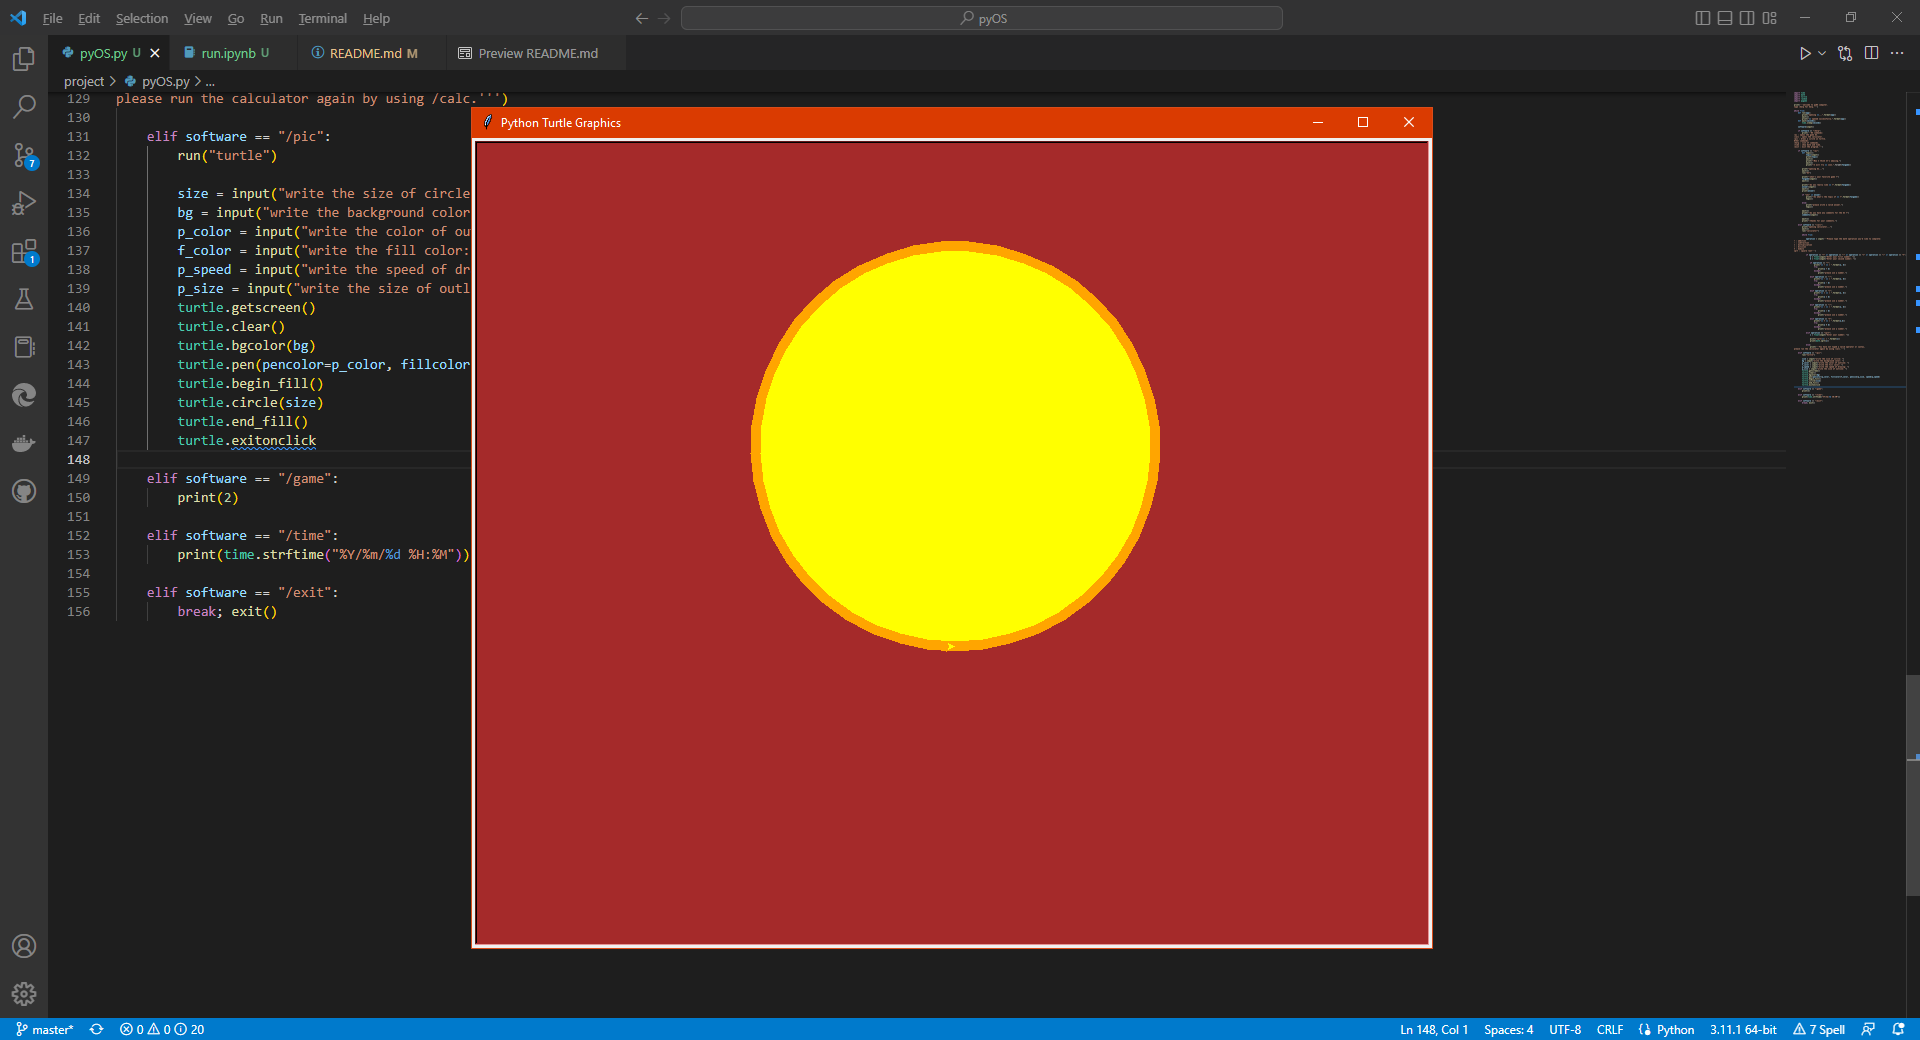 File Edit Selection View Go Run Terminal Help
pyOS
pyOS.py U run.ipynb U README.md M Preview README.md
project > pyOS.py > ...
129 please run the calculator again by using /calc.''')
130
131 elif software == "/pic":
132 run("turtle")
133
134 size = input("write the size of circle
135 bg = input("write the background color
136 p_color = input("write the color of ou
137 f_color = input("write the fill color:
138 p_speed = input("write the speed of dr
139 p_size = input("write the size of outl
140 turtle.getscreen()
141 turtle.clear()
142 turtle.bgcolor(bg)
143 turtle.pen(pencolor=p_color, fillcolor
144 turtle.begin_fill()
145 turtle.circle(size)
146 turtle.end_fill()
147 turtle.exitonclick
148
149 elif software == "/game":
150 print(2)
151
152 elif software == "/time":
153 print(time.strftime("%Y/%m/%d %H:%M"))
154
155 elif software == "/exit":
156 break; exit()
Python Turtle Graphics
7
1
master* 0 0 20 Ln 148, Col 1 Spaces: 4 UTF-8 CRLF Python 3.11.1 64-bit 7 Spell